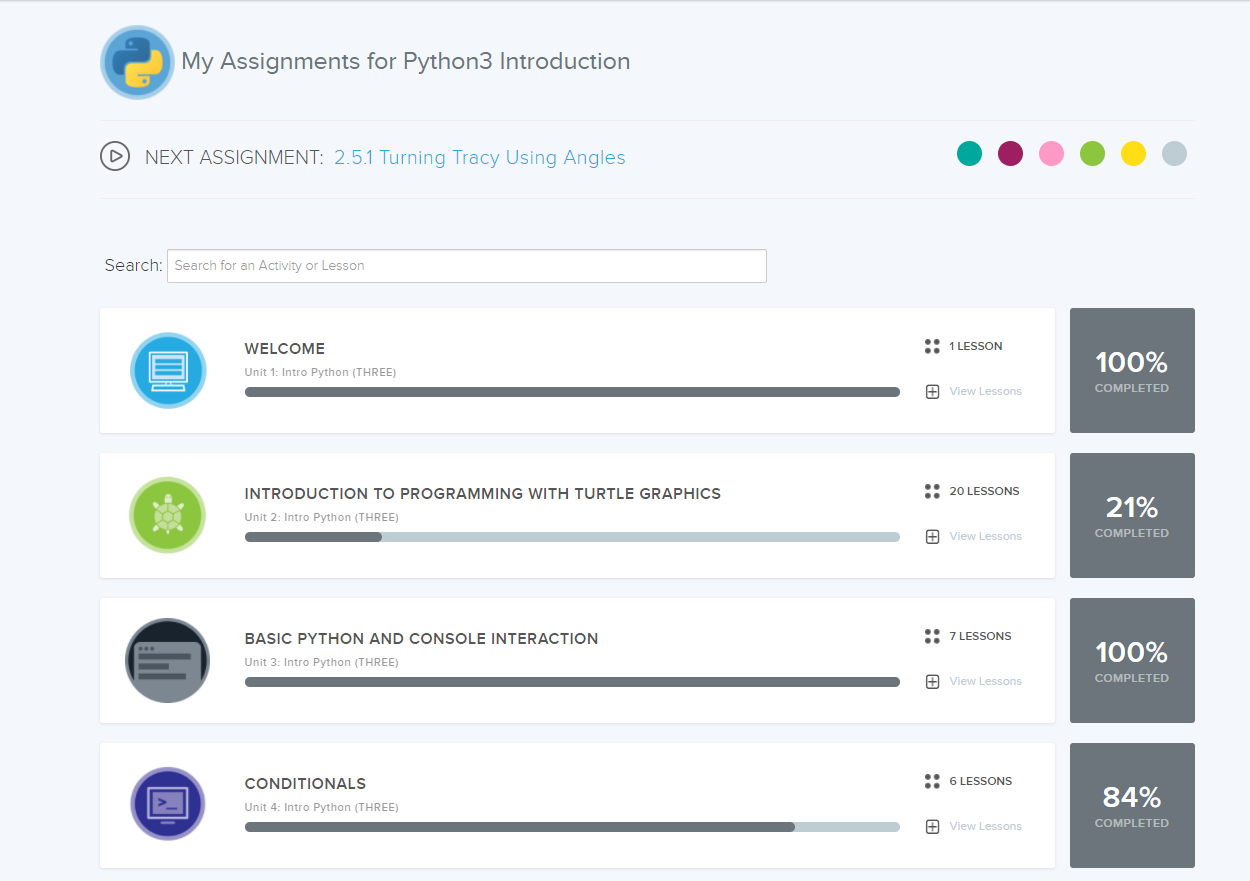 My Assignments for Python3 Introduction
NEXT ASSIGNMENT: 2.5.1 Turning Tracy Using Angles
Search: Search for an Activity or Lesson
WELCOME
Unit 1: Intro Python (THREE)
1 LESSON
View Lessons
100%
COMPLETED
INTRODUCTION TO PROGRAMMING WITH TURTLE GRAPHICS
Unit 2: Intro Python (THREE)
20 LESSONS
View Lessons
21%
COMPLETED
BASIC PYTHON AND CONSOLE INTERACTION
Unit 3: Intro Python (THREE)
7 LESSONS
View Lessons
100%
COMPLETED
CONDITIONALS
Unit 4: Intro Python (THREE)
6 LESSONS
View Lessons
84%
COMPLETED